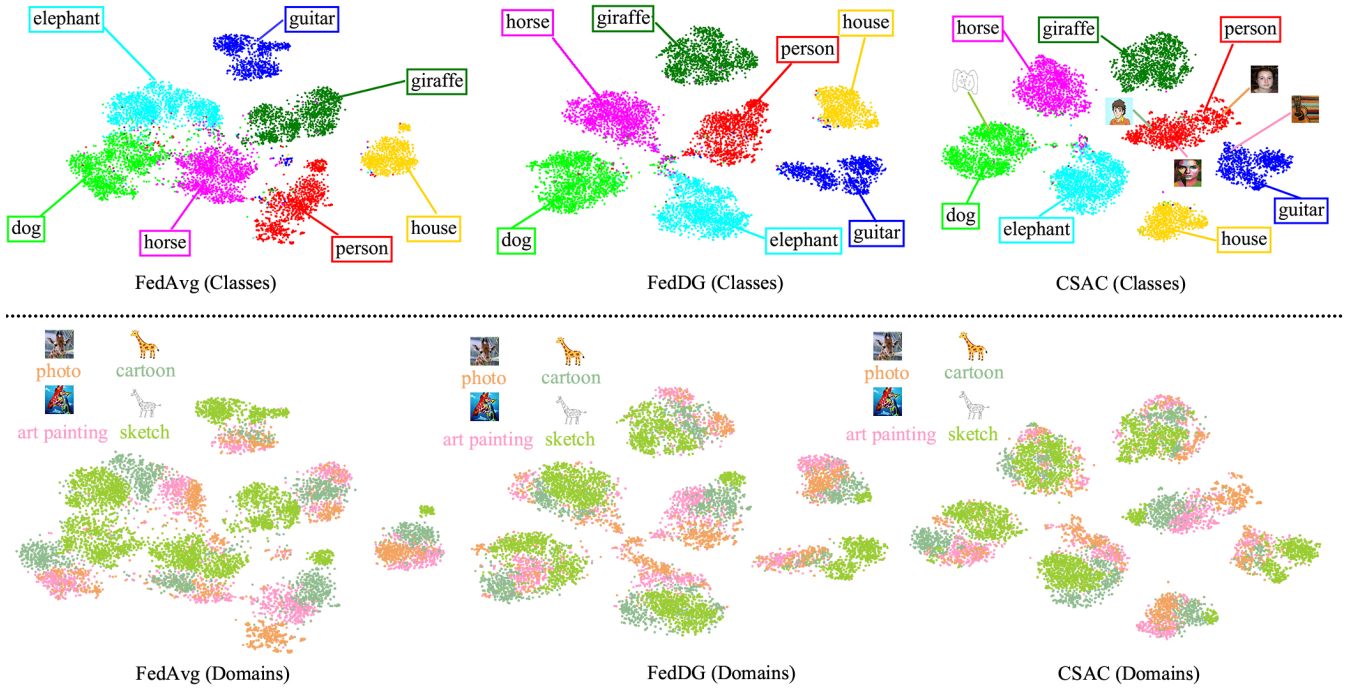 elephant
guitar
giraffe
dog
horse
person
house
FedAvg (Classes)
horse
giraffe
house
person
dog
elephant
guitar
FedDG (Classes)
horse
giraffe
person
dog
elephant
house
guitar
CSAC (Classes)
photo
cartoon
art painting
sketch
FedAvg (Domains)
photo
cartoon
art painting
sketch
FedDG (Domains)
photo
cartoon
art painting
sketch
CSAC (Domains)